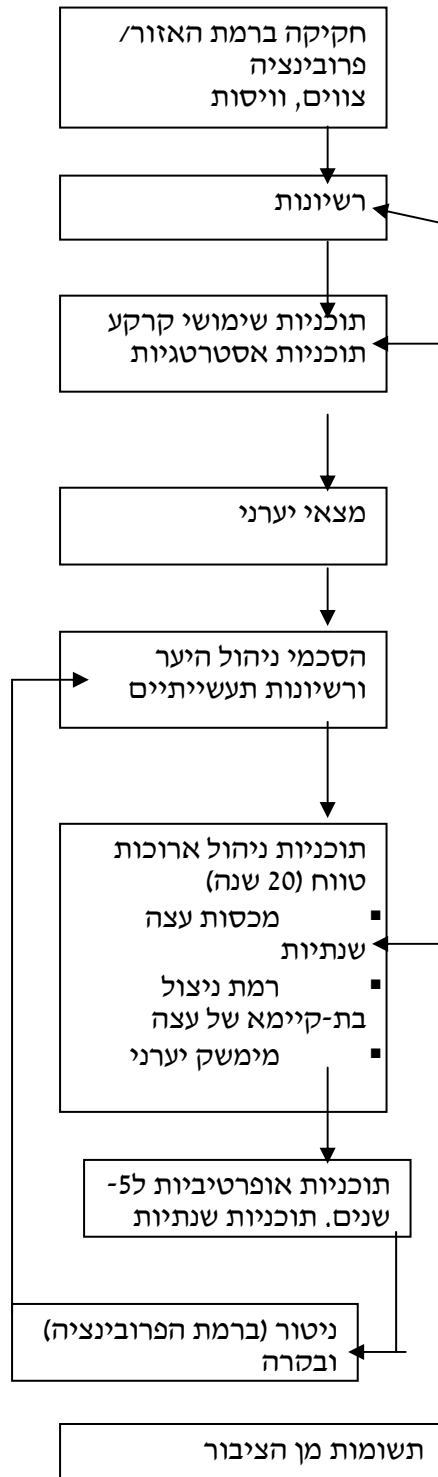 חקיקה ברמת האזור/
פרובינציה
צווים, וויסות
רשיונות
תוכניות שימושי קרקע
תוכניות אסטרטגיות
מצאי יערני
הסכמי ניהול היער
ורשיונות תעשייתיים
תוכניות ניהול ארוכות
טווח (20 שנה)
▪ מכסות עצה
שנתיות
▪ רמת ניצול
בת-קיימא של עצה
▪ מימשק יערני
תוכניות אופרטיביות ל5-
שנים. תוכניות שנתיות
ניטור (ברמת הפרובינציה)
ובקרה
תשומות מן הציבור